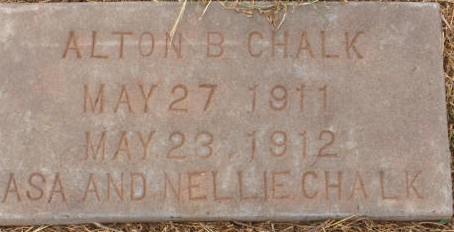 ALTON B CHALK
MAY 27 1911
MAY 23, 1912
ASA AND NELLIE CHALK